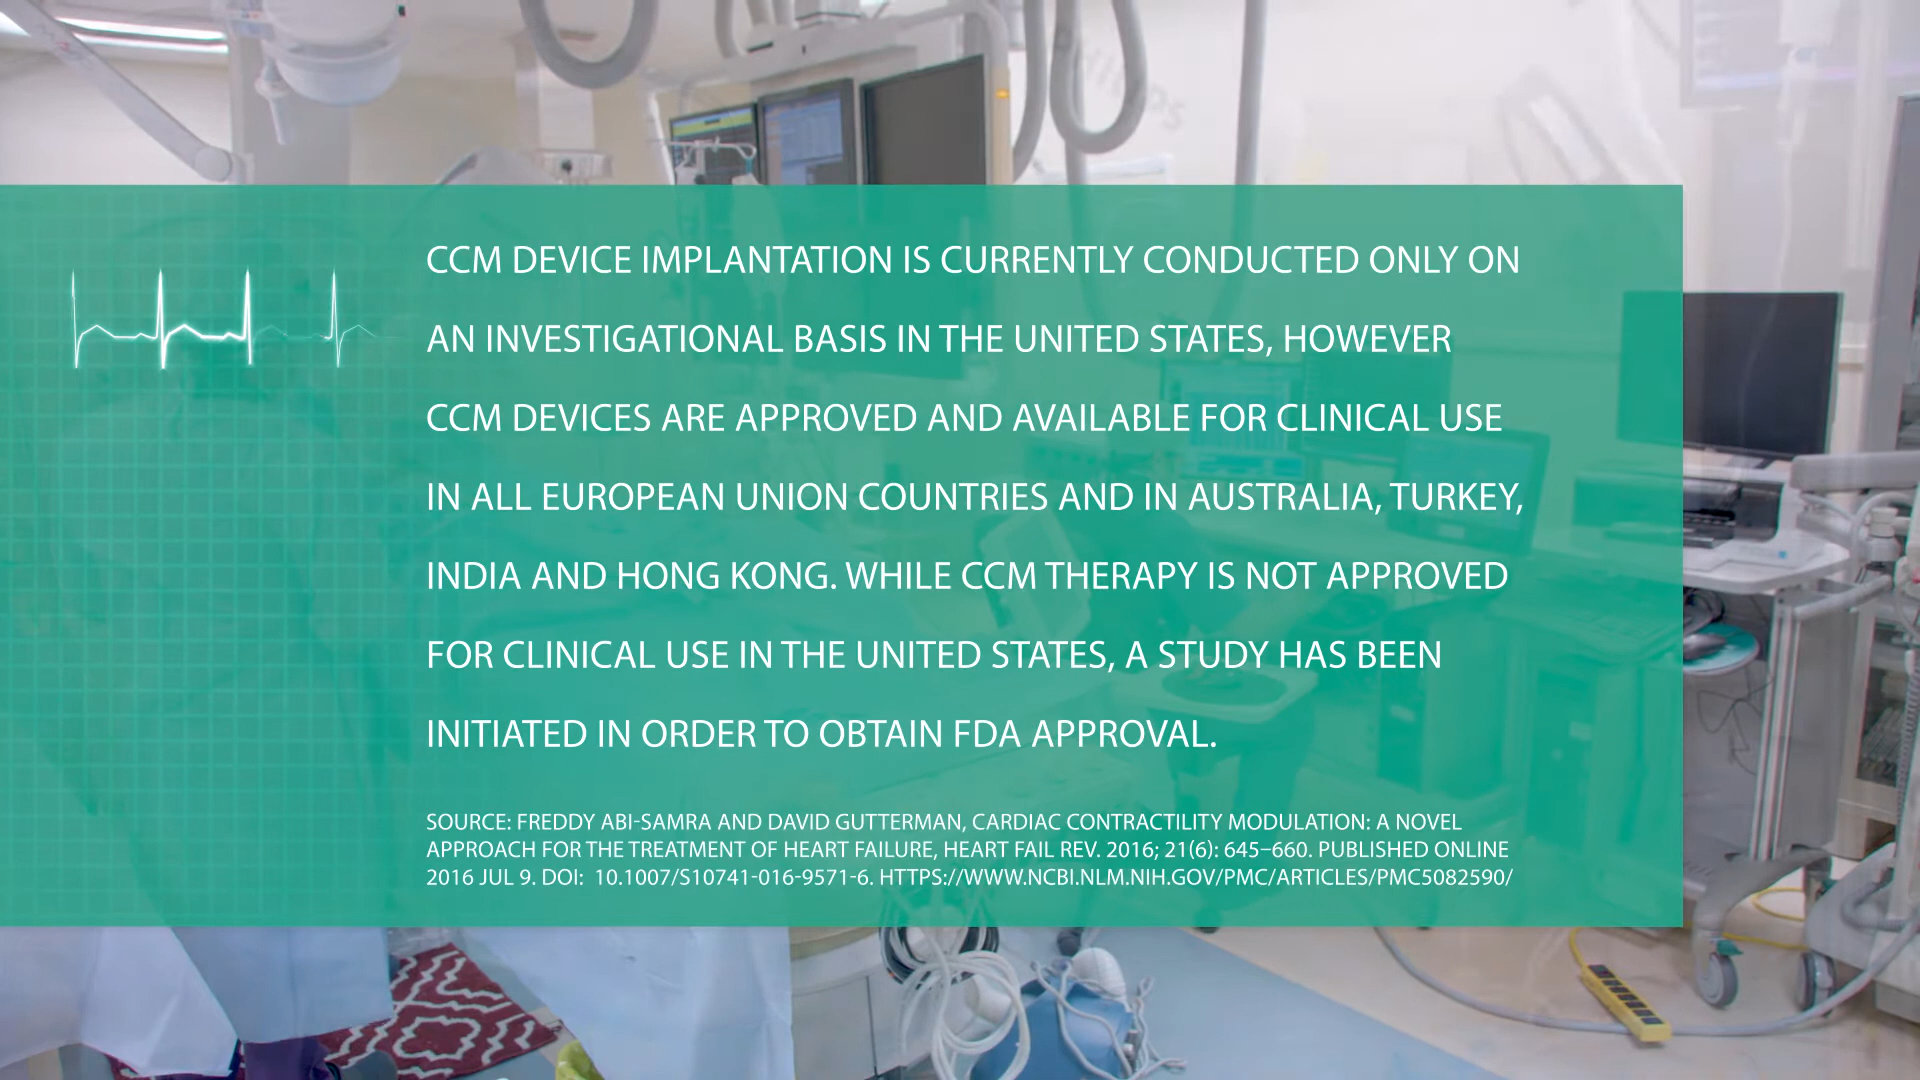 CCM DEVICE IMPLANTATION IS CURRENTLY CONDUCTED ONLY ON
AN INVESTIGATIONAL BASIS IN THE UNITED STATES, HOWEVER
CCM DEVICES ARE APPROVED AND AVAILABLE FOR CLINICAL USE
IN ALL EUROPEAN UNION COUNTRIES AND IN AUSTRALIA, TURKEY,
INDIA AND HONG KONG. WHILE CCM THERAPY IS NOT APPROVED
FOR CLINICAL USE IN THE UNITED STATES, A STUDY HAS BEEN
INITIATED IN ORDER TO OBTAIN FDA APPROVAL.
SOURCE: FREDDY ABI-SAMRA AND DAVID GUTTERMAN, CARDIAC CONTRACTILITY MODULATION: A NOVEL
APPROACH FOR THE TREATMENT OF HEART FAILURE, HEART FAIL REV. 2016; 21(6): 645–660. PUBLISHED ONLINE
2016 JUL 9. DOI: 10.1007/S10741-016-9571-6. HTTPS://WWW.NCBI.NLM.NIH.GOV/PMC/ARTICLES/PMC5082590/